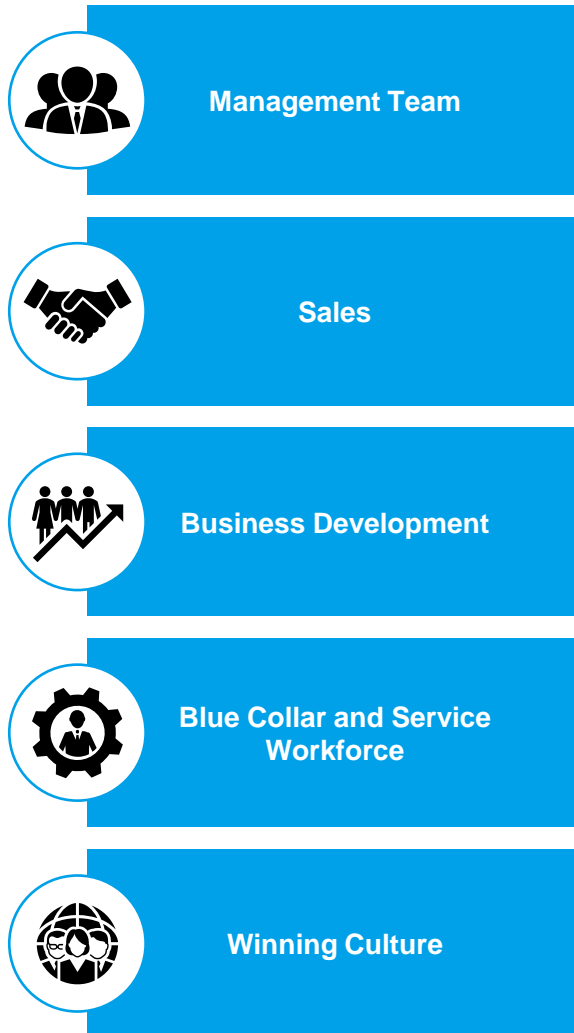 Management Team
Sales
Business Development
Blue Collar and Service
Workforce
Winning Culture